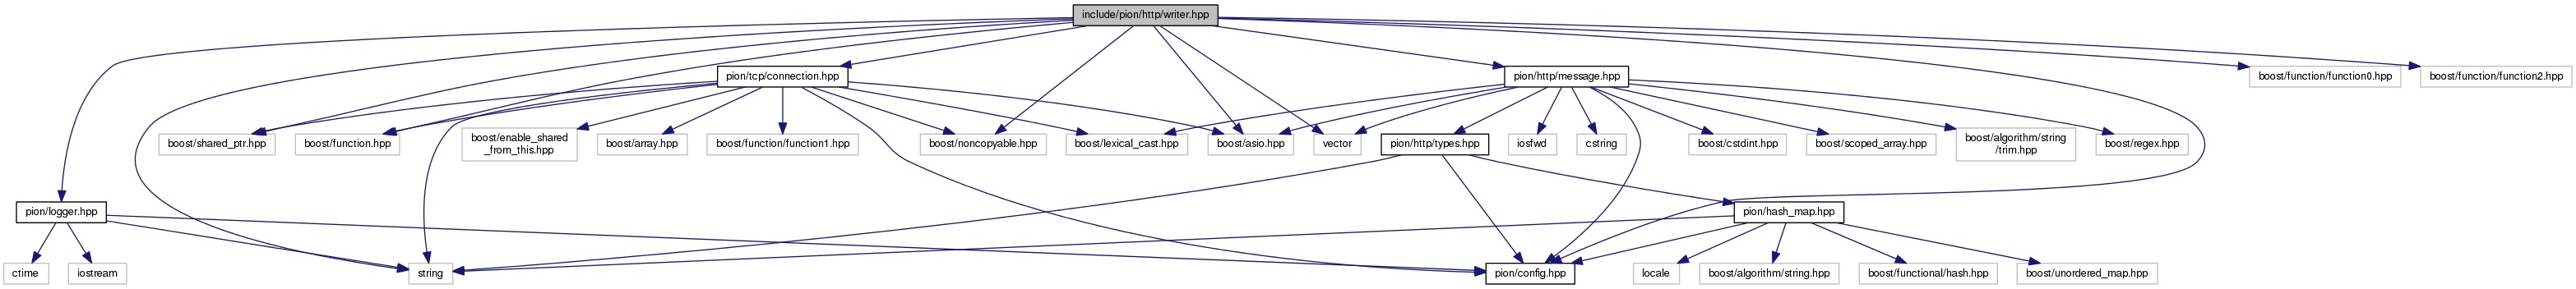 include/pion/http/writer.hpp
pion/tcp/connection.hpp
pion/http/message.hpp
boost/function/function0.hpp
boost/function/function2.hpp
boost/shared_ptr.hpp
boost/function.hpp
boost/enable_shared
_from_this.hpp
boost/array.hpp
boost/function/function1.hpp
boost/noncopyable.hpp
boost/lexical_cast.hpp
boost/asio.hpp
vector
pion/http/types.hpp
iosfwd
cstring
boost/cstdint.hpp
boost/scoped_array.hpp
boost/algorithm/string
/trim.hpp
boost/regex.hpp
pion/logger.hpp
pion/hash_map.hpp
ctime
iostream
string
pion/config.hpp
locale
boost/algorithm/string.hpp
boost/functional/hash.hpp
boost/unordered_map.hpp